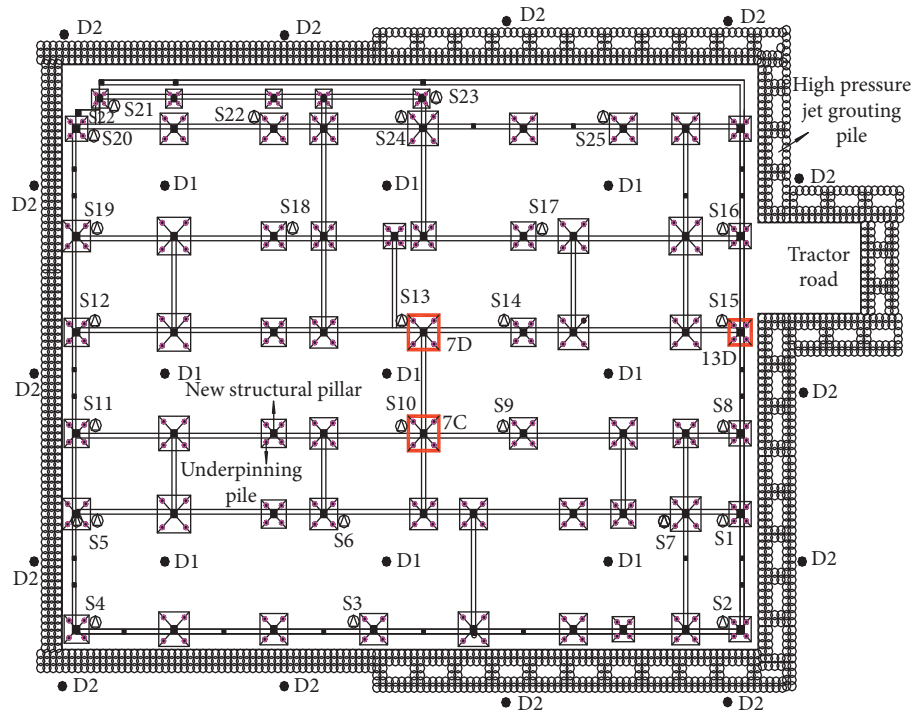 D2
D2
D2
D2
High pressure
jet grouting
pile
S21
S22
S23
S22
S20
S24
S25
D2
D2
D1
D1
D1
S19
S18
S17
S16
Tractor
road
S12
S13
S14
S15
7D
13D
D2
D1
D1
D1
New structural pillar
D2
S11
S10
7C
S9
S8
Underpinning
pile
S5
S6
S7
S1
D2
D1
D1
D1
D2
S4
S3
S2
D2
D2
D2
D2